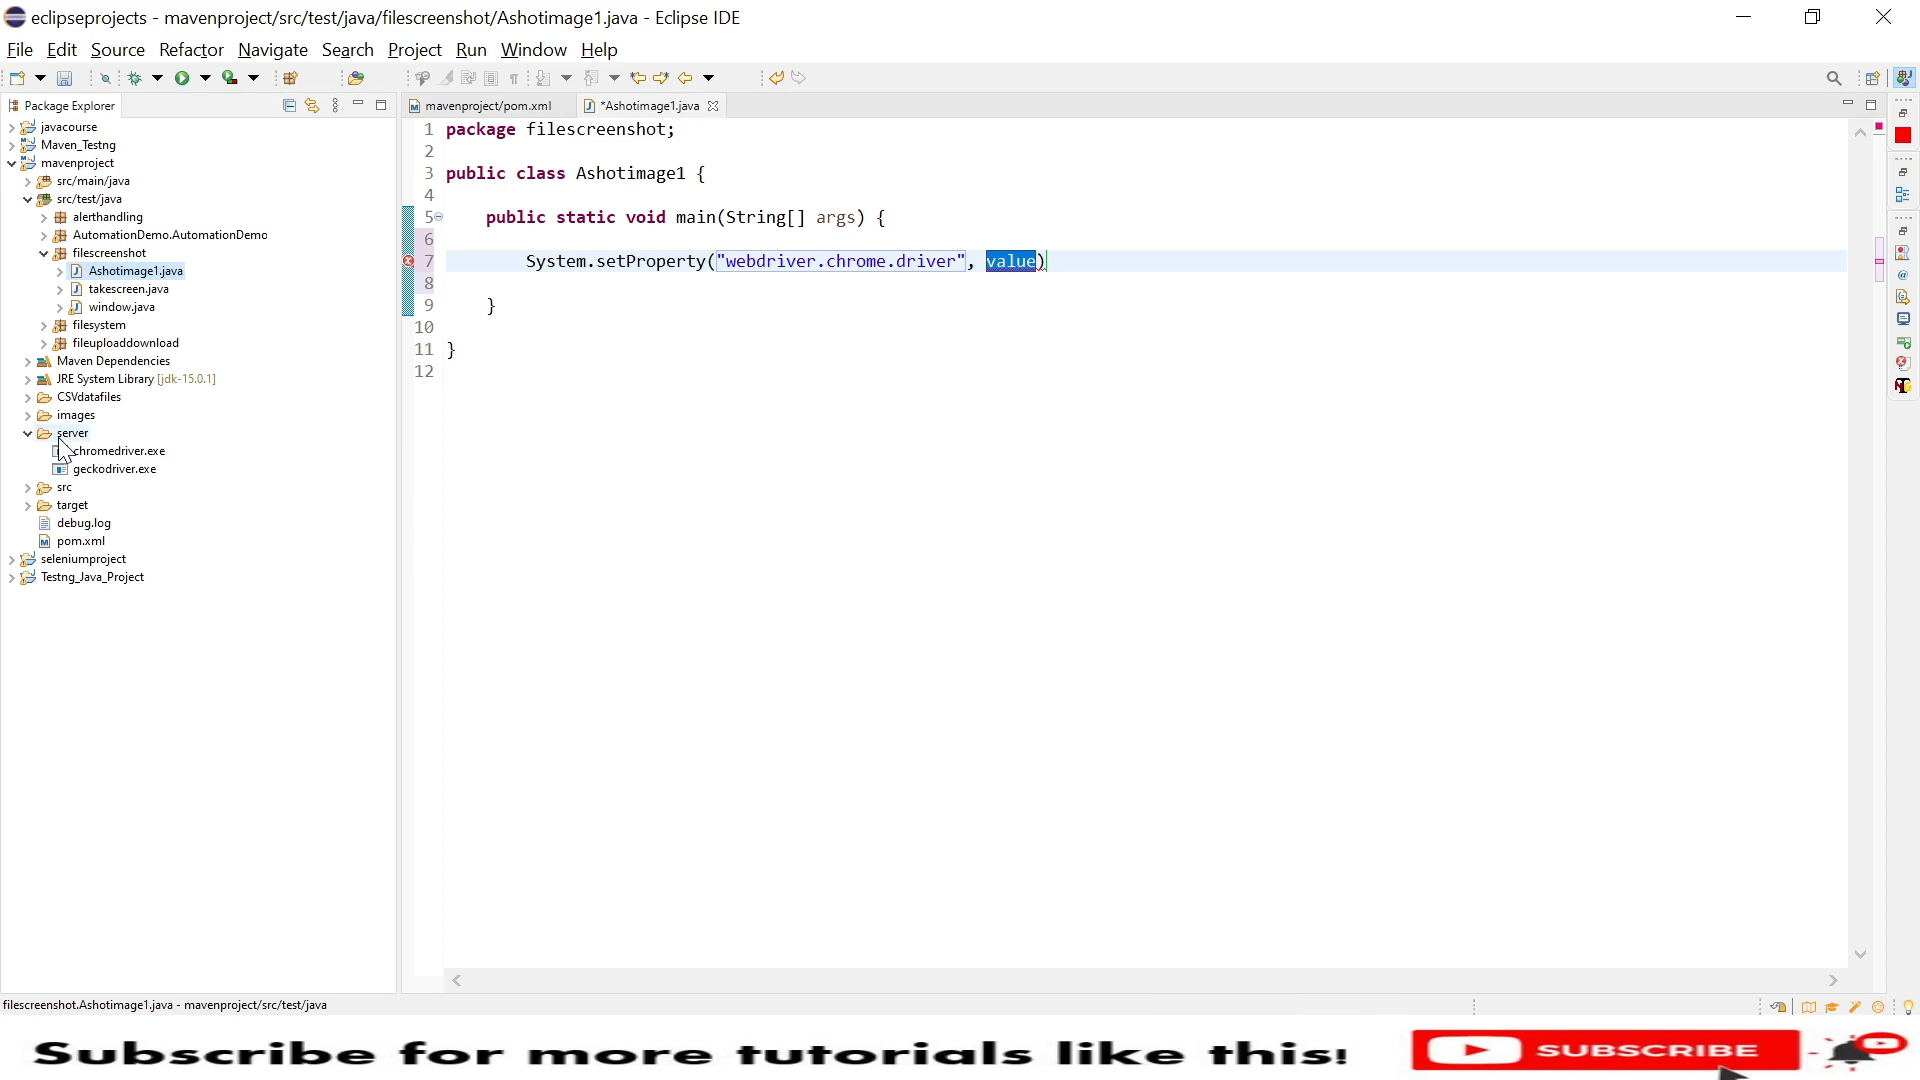 eclipseprojects - mavenproject/src/test/java/filescreenshot/Ashotimage1.java - Eclipse IDE
File Edit Source Refactor Navigate Search Project Run Window Help
Package Explorer
mavenproject/pom.xml
*Ashotimage1.java
javacourse
Maven_Testng
mavenproject
src/main/java
src/test/java
alerthandling
AutomationDemo.AutomationDemo
filescreenshot
Ashotimage1.java
takescreen.java
window.java
filesystem
fileuploaddownload
Maven Dependencies
JRE System Library [jdk-15.0.1]
CSVdatafiles
images
server
chromedriver.exe
geckodriver.exe
src
target
debug.log
pom.xml
seleniumproject
Testng_Java_Project
1 package filescreenshot;
2
3 public class Ashotimage1 {
4
5 public static void main(String[] args) {
6
7 System.setProperty("webdriver.chrome.driver", value)
8
9 }
10
11 }
12
filescreenshot.Ashotimage1.java - mavenproject/src/test/java
Subscribe for more tutorials like this!
SUBSCRIBE